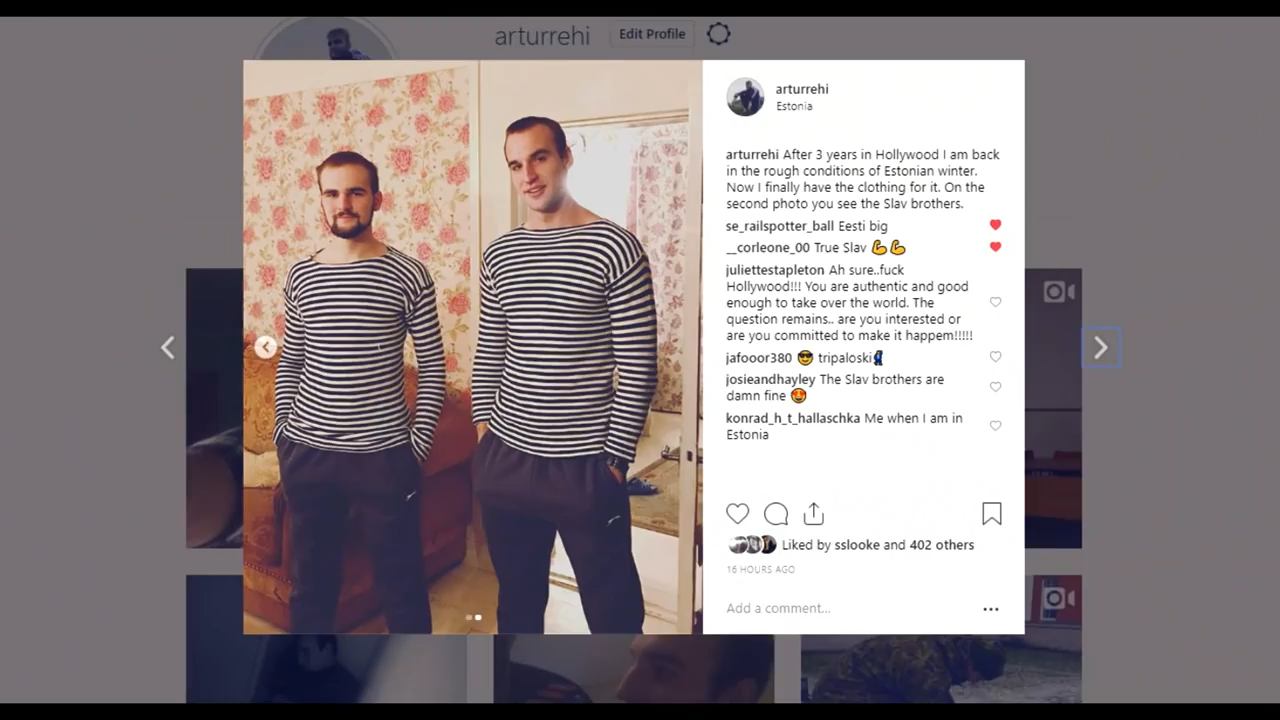 arturrehi Edit Profile
arturrehi
Estonia
arturrehi After 3 years in Hollywood I am back
in the rough conditions of Estonian winter.
Now I finally have the clothing for it. On the
second photo you see the Slav brothers.
se_railspotter_ball Eesti big
__corleone_00 True Slav 💪💪
juliettestapleton Ah sure..fuck
Hollywood!!! You are authentic and good
enough to take over the world. The
question remains.. are you interested or
are you committed to make it happem!!!!!
jafooor380 😎 tripaloski
josieandhayley The Slav brothers are
damn fine 😍
konrad_h_t_hallaschka Me when I am in
Estonia
Liked by sslooke and 402 others
16 HOURS AGO
Add a comment...